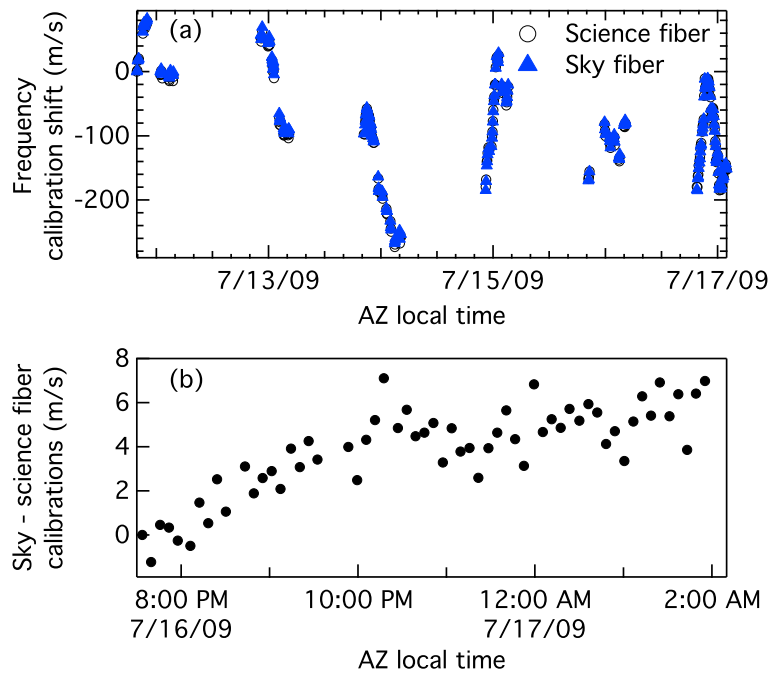 (a)
Science fiber
Sky fiber
0
-100
-200
Frequency
calibration shift (m/s)
7/13/09
7/15/09
7/17/09
AZ local time
(b)
8
6
4
2
0
Sky - science fiber
calibrations (m/s)
8:00 PM
10:00 PM
12:00 AM
2:00 AM
7/16/09
7/17/09
AZ local time